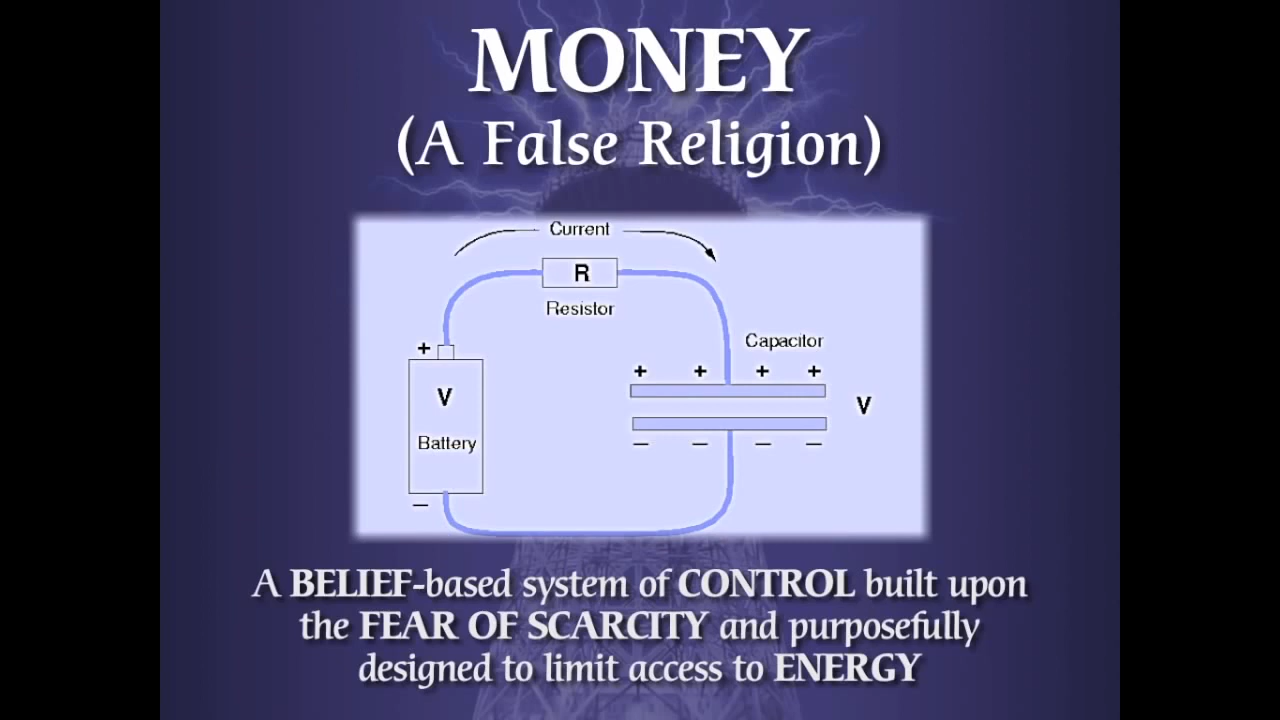 MONEY
(A False Religion)
Current
R
Resistor
Capacitor
+ + + + +
V V
Battery
— — — —
—
A BELIEF-based system of CONTROL built upon
the FEAR OF SCARCITY and purposefully
designed to limit access to ENERGY